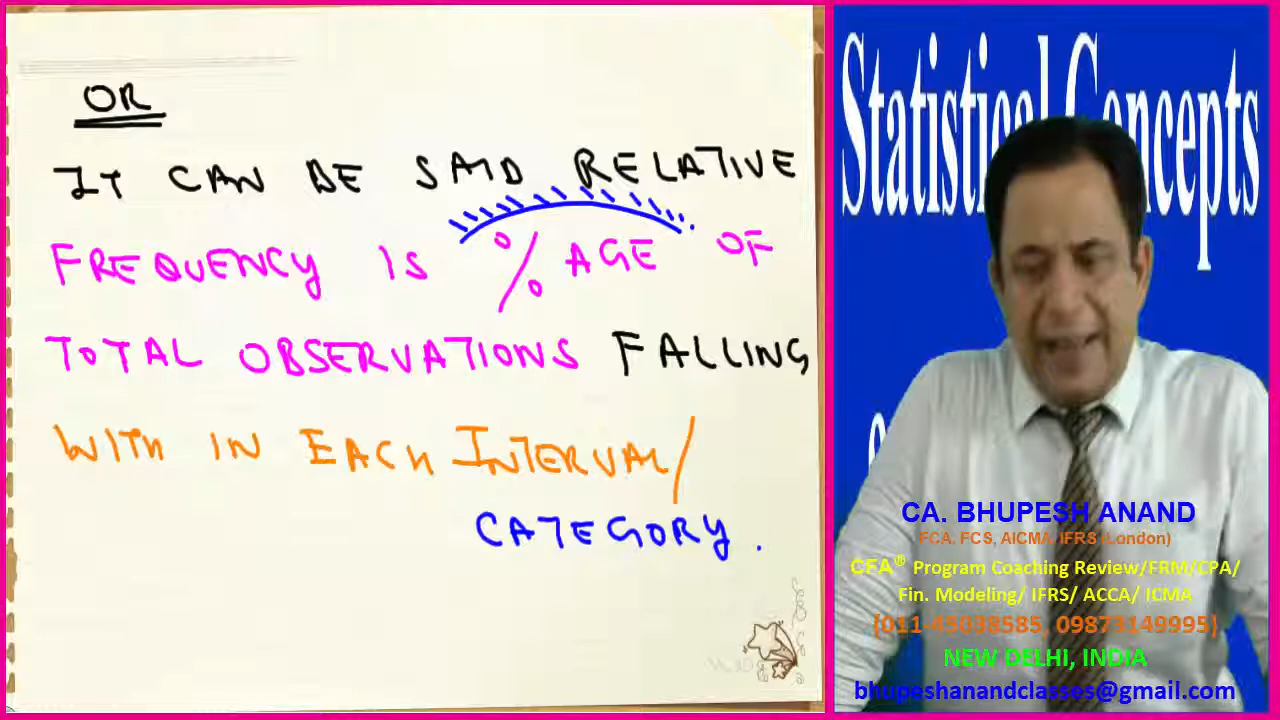 OR
IT CAN BE SAID RELATIVE
FREQUENCY IS %AGE OF
TOTAL OBSERVATIONS FALLING
WITH IN EACH INTERVAL/
CATEGORY.
Statistical Concepts
CA. BHUPESH ANAND
FCA. FCS, AICMA. IFRS (London)
CFA® Program Coaching Review/FRM/CPA/
Fin. Modeling/ IFRS/ ACCA/ ICMA
(011-45038585, 09873149995)
NEW DELHI, INDIA
bhupeshanandclasses@gmail.com